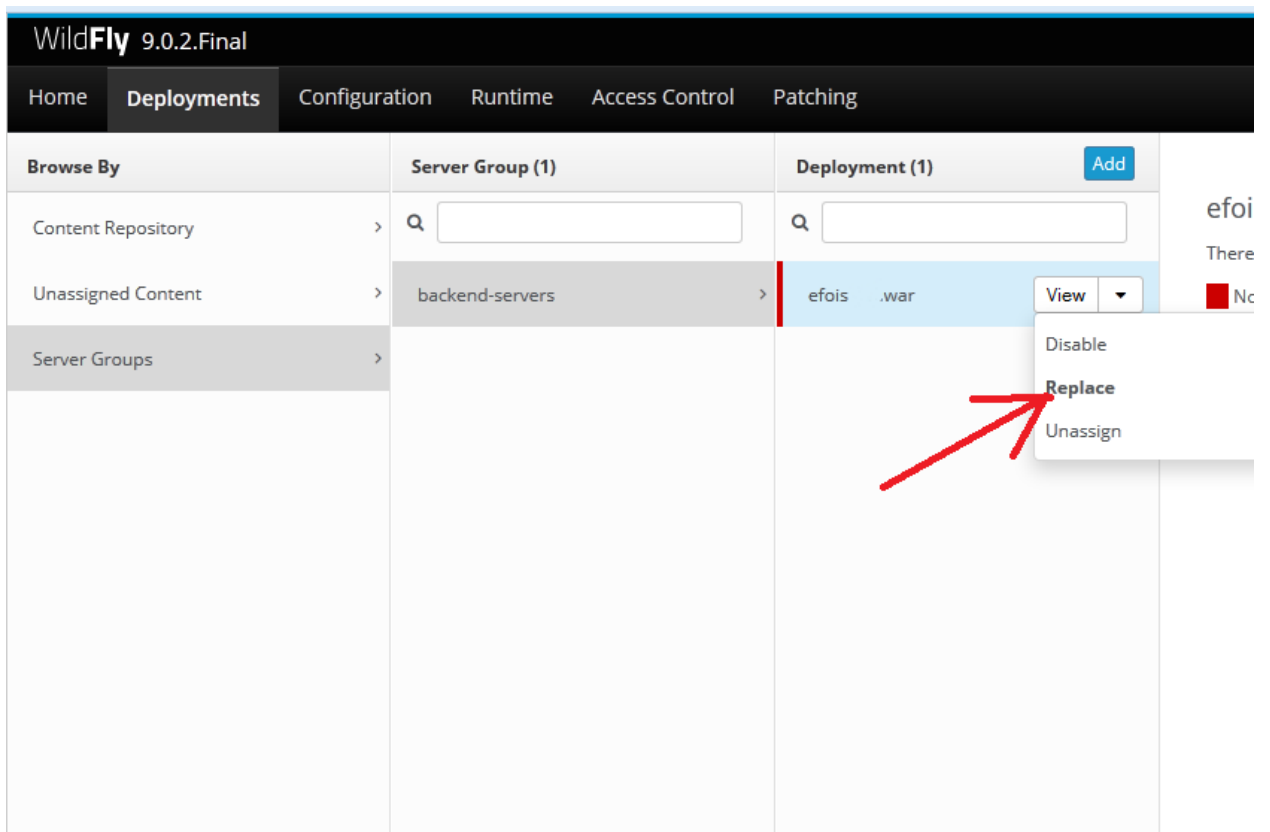 WildFly 9.0.2.Final
Home Deployments Configuration Runtime Access Control Patching
Browse By
Server Group (1)
Deployment (1) Add
Content Repository
Unassigned Content
Server Groups
backend-servers
efois .war View
Disable
Replace
Unassign
efoi
There